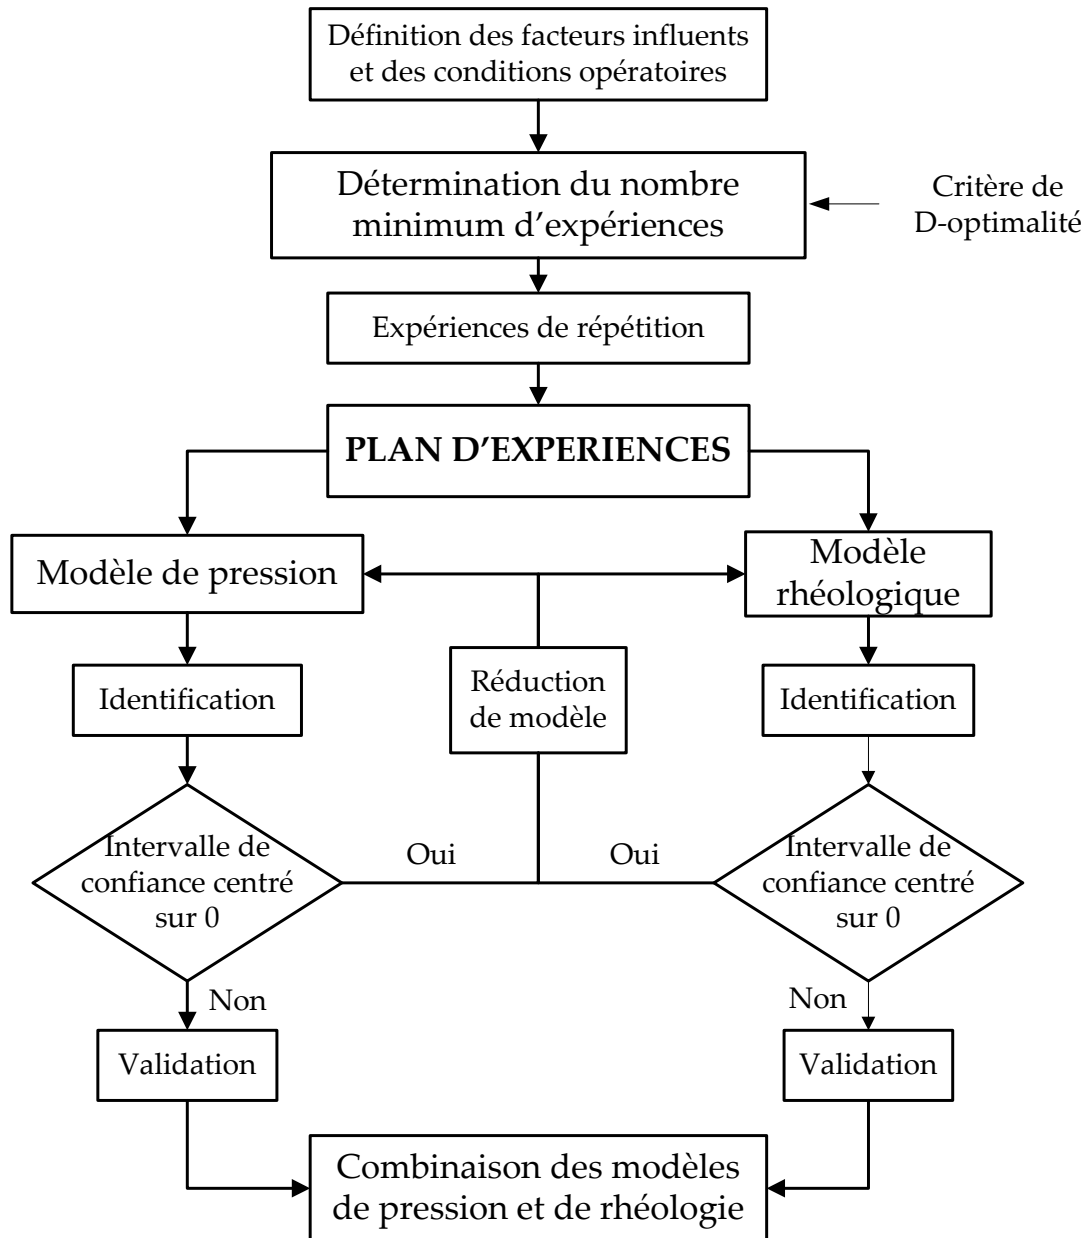 Définition des facteurs influents
et des conditions opératoires
Détermination du nombre
minimum d'expériences
Critère de
D-optimalité
Expériences de répétition
PLAN D'EXPERIENCES
Modèle de pression
Modèle
rhéologique
Identification
Réduction
de modèle
Identification
Intervalle de
confiance centré
sur 0
Oui
Oui
Intervalle de
confiance centré
sur 0
Non
Non
Validation
Validation
Combinaison des modèles
de pression et de rhéologie